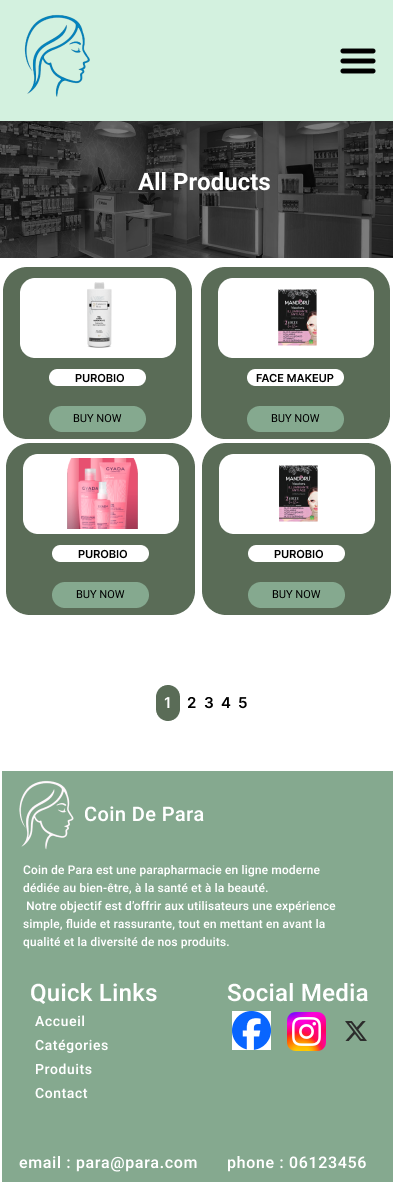 All Products
PUROBIO
FACE MAKEUP
BUY NOW
BUY NOW
GYADA
MANDORU
PUROBIO
PUROBIO
BUY NOW
BUY NOW
1 2 3 4 5
Coin De Para
Coin de Para est une parapharmacie en ligne moderne
dédiée au bien-être, à la santé et à la beauté.
Notre objectif est d’offrir aux utilisateurs une expérience
simple, fluide et rassurante, tout en mettant en avant la
qualité et la diversité de nos produits.
Quick Links
Social Media
Accueil
Catégories
Produits
Contact
email : para@para.com
phone : 06123456